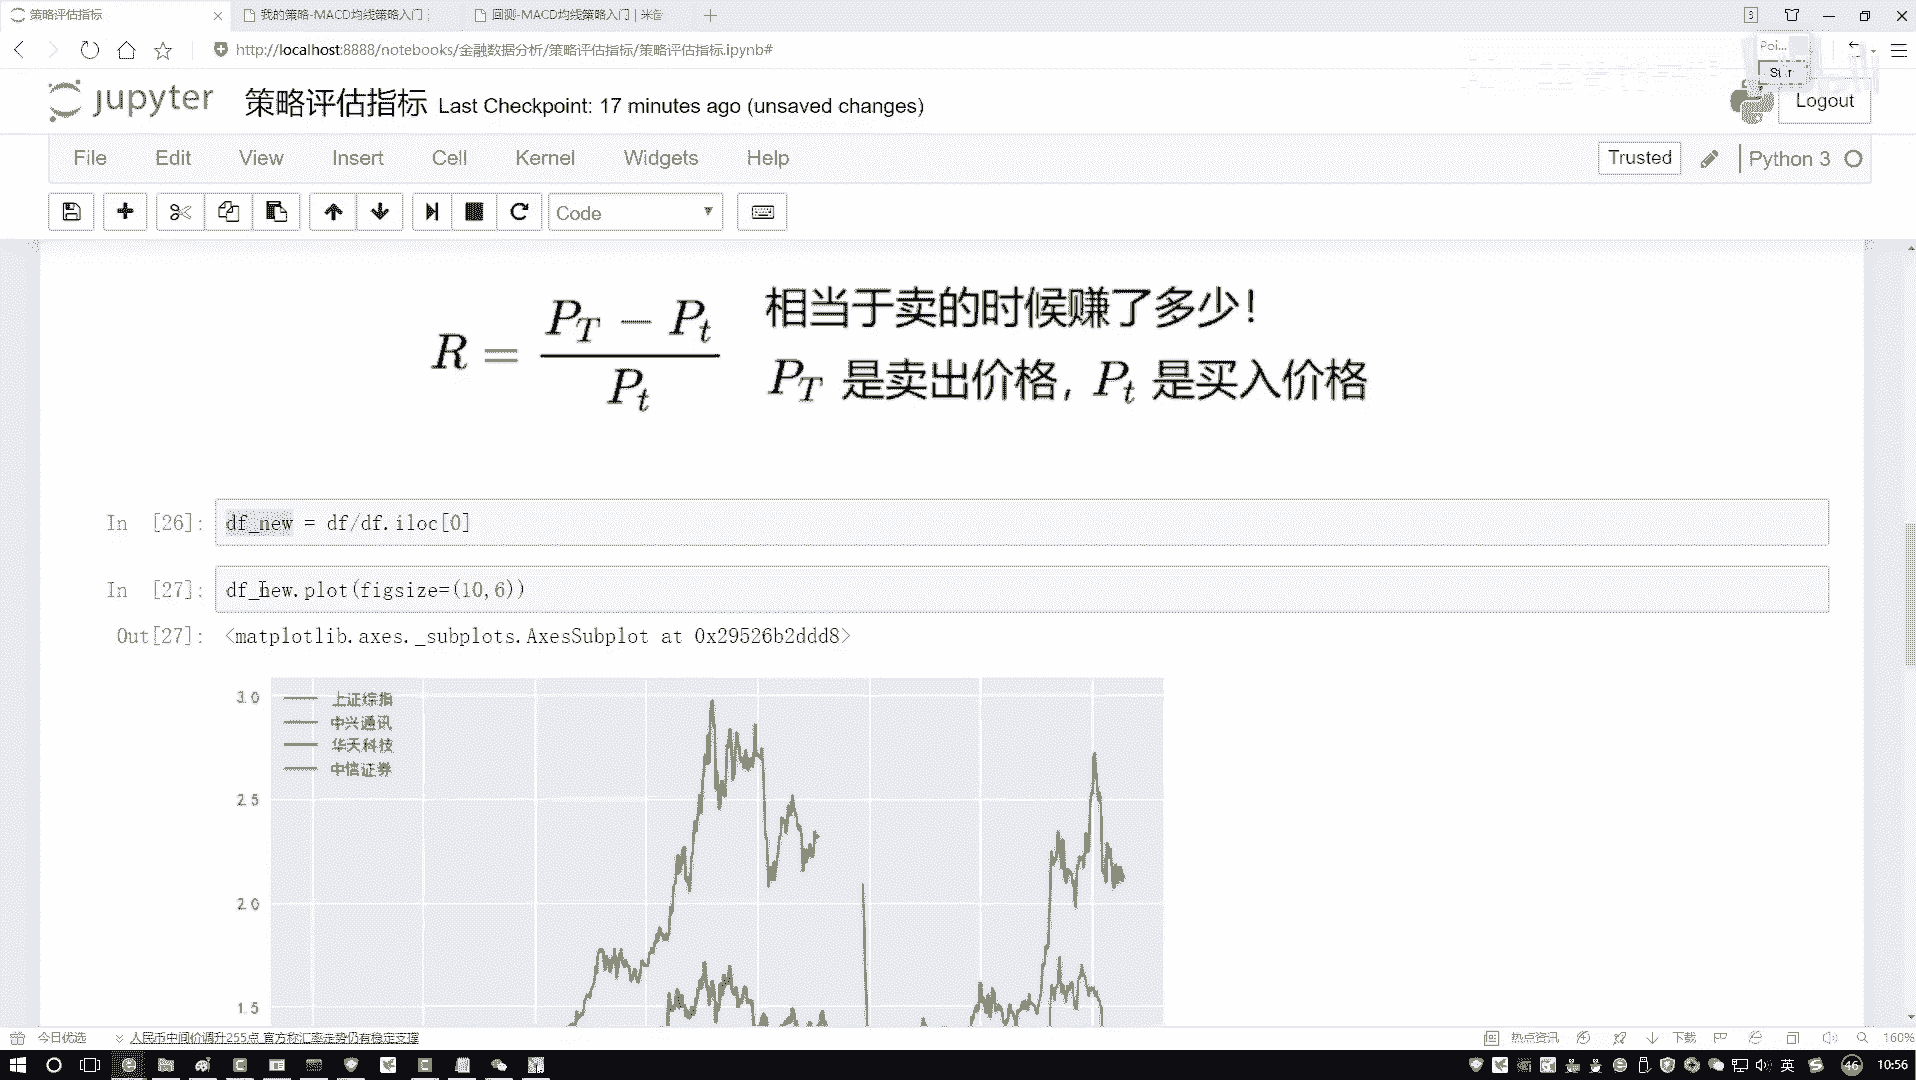 策略评估指标
我的策略-MACD均线策略入门
回测-MACD均线策略入门 | 米筐
http://localhost:8888/notebooks/金融数据分析/策略评估指标/策略评估指标.ipynb#
Poi...
jupyter 策略评估指标 Last Checkpoint: 17 minutes ago (unsaved changes)
Logout
File Edit View Insert Cell Kernel Widgets Help
Trusted Python 3
Code
R = (P_T − P_t) / P_t
相当于卖的时候赚了多少!
P_T 是卖出价格, P_t 是买入价格
In [26]: df_new = df/df.iloc[0]
In [27]: df_new.plot(figsize=(10,6))
Out[27]: <matplotlib.axes._subplots.AxesSubplot at 0x29526b2ddd8>
3.0
上证综指
中兴通讯
华天科技
中信证券
2.5
2.0
1.5
今日优选 人民币中间价调升255点 官方称汇率走势仍有稳定支撑
热点资讯 下载 160%
英 46 10:56